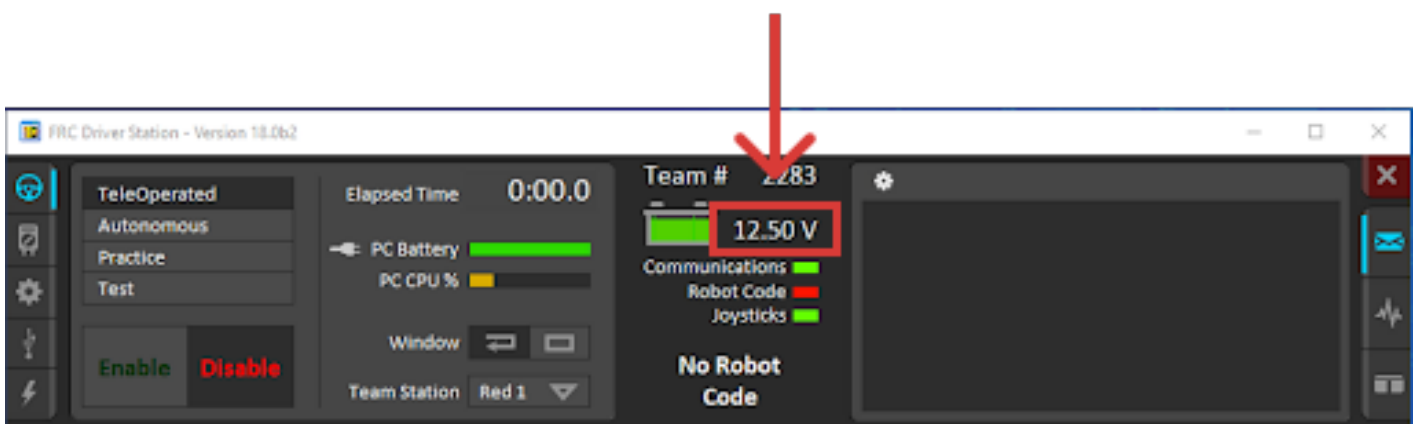 FRC Driver Station - Version 18.0b2
TeleOperated
Autonomous
Practice
Test
Enable Disable
Elapsed Time 0:00.0
PC Battery
PC CPU %
Window
Team Station Red 1
Team # 2283
12.50 V
Communications
Robot Code
Joysticks
No Robot
Code